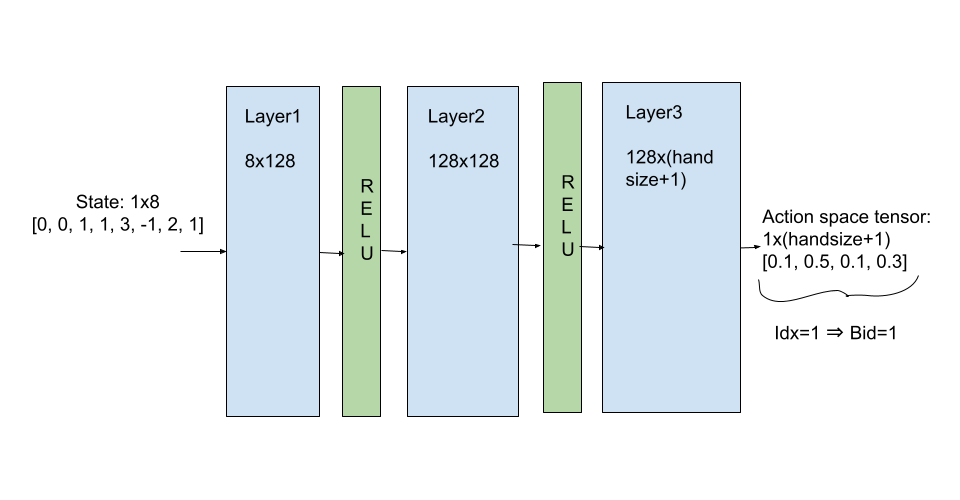 State: 1x8
[0, 0, 1, 1, 3, -1, 2, 1]
Layer1
8x128
R
E
L
U
Layer2
128x128
R
E
L
U
Layer3
128x(hand
size+1)
Action space tensor:
1x(handsize+1)
[0.1, 0.5, 0.1, 0.3]
Idx=1 ⇒ Bid=1